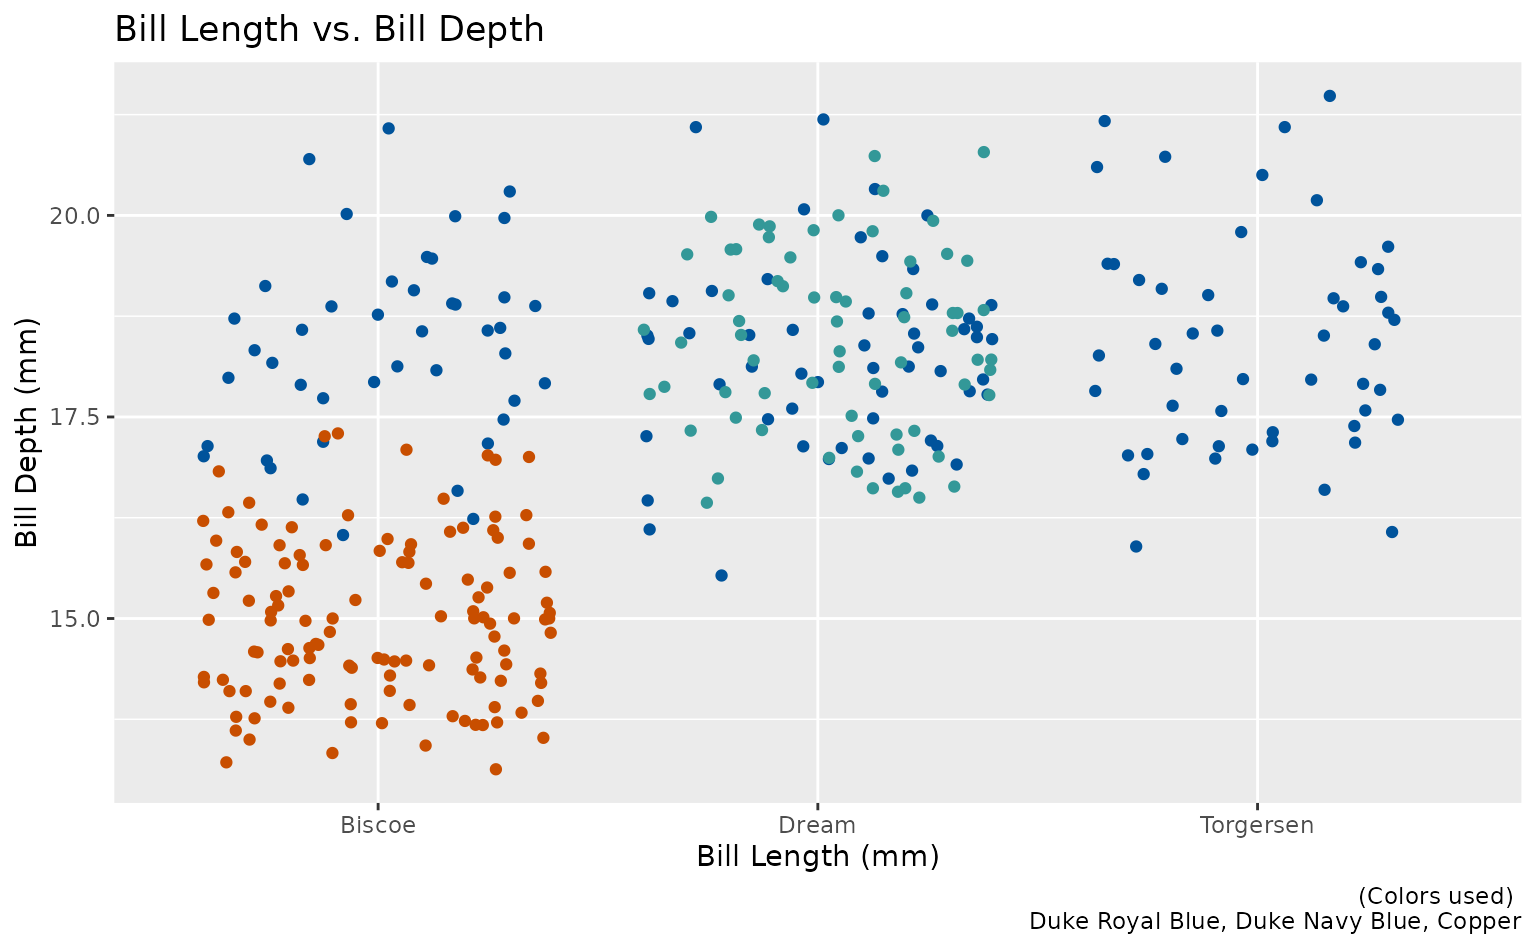 Bill Length vs. Bill Depth
Bill Depth (mm)
20.0
17.5
15.0
Biscoe
Dream
Torgersen
Bill Length (mm)
(Colors used)
Duke Royal Blue, Duke Navy Blue, Copper